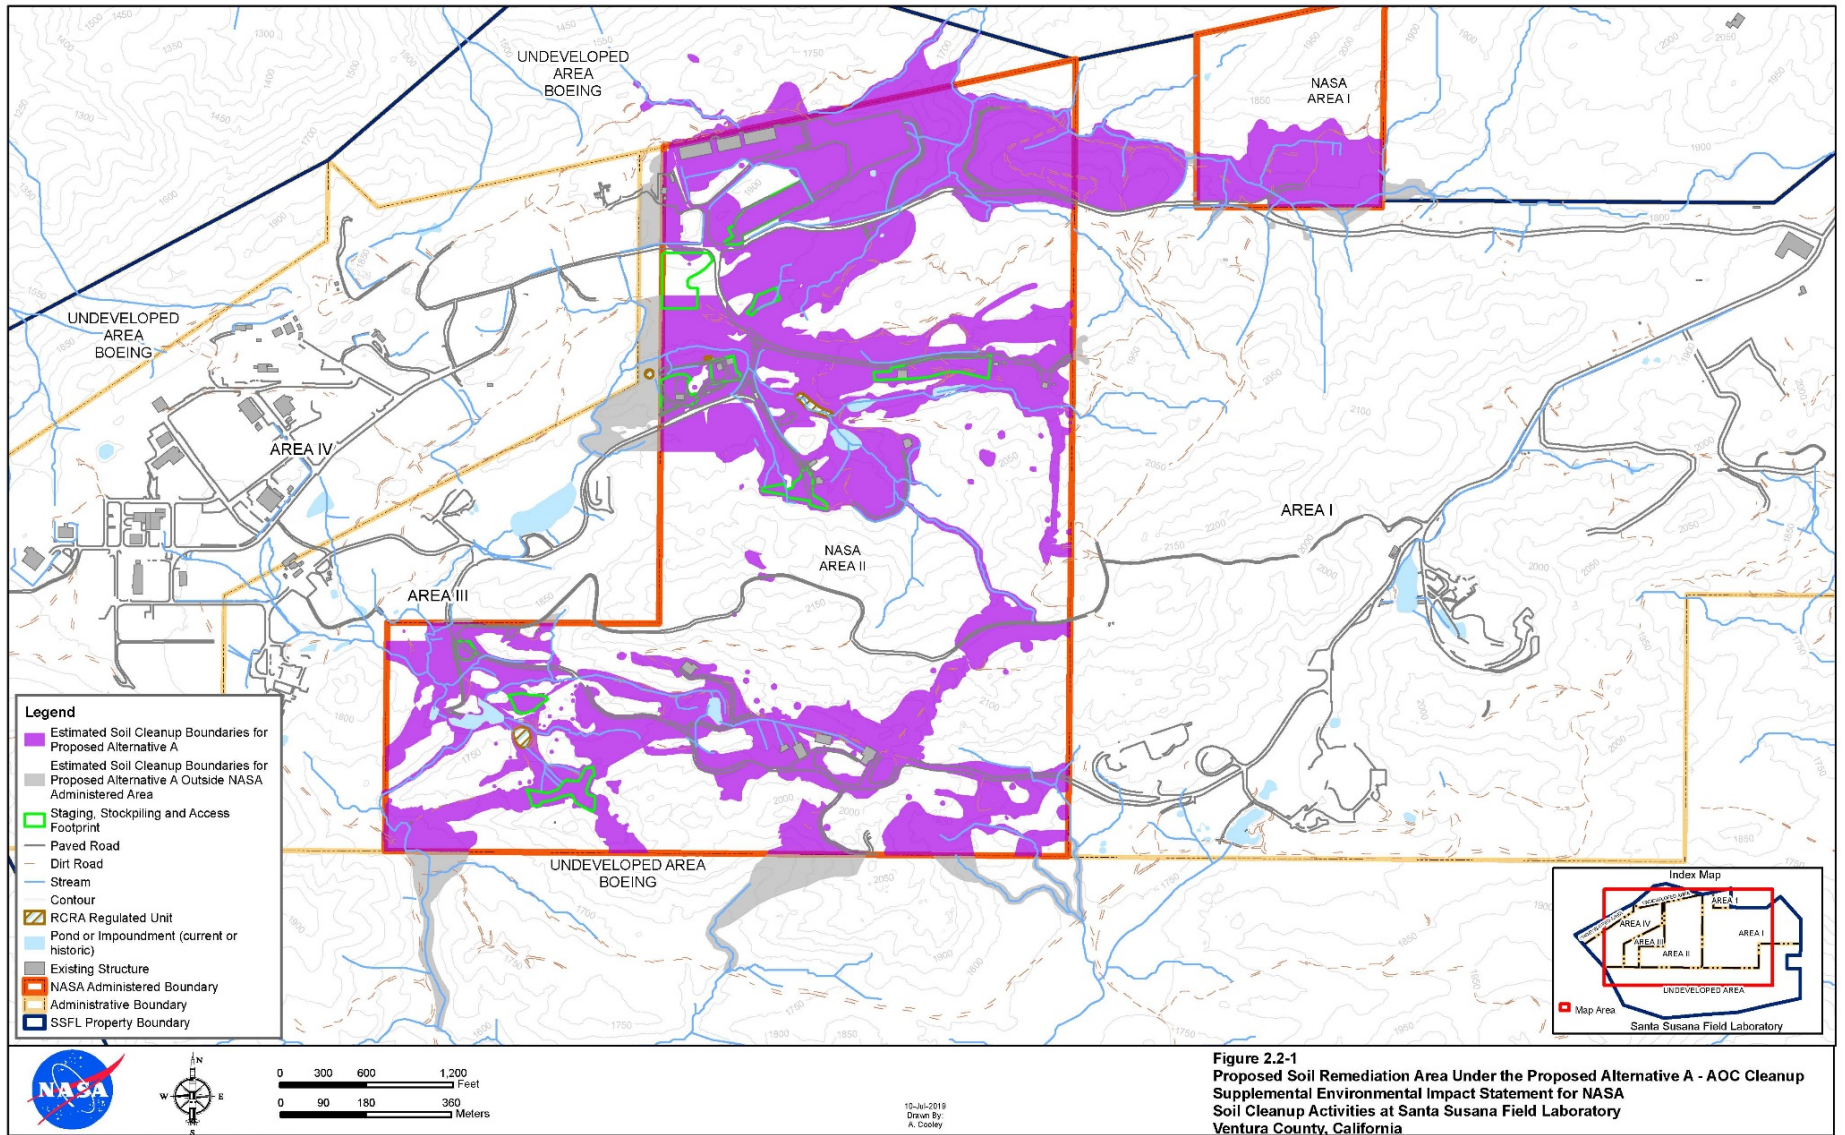 UNDEVELOPED
AREA
BOEING
NASA
AREA I
UNDEVELOPED
AREA
BOEING
AREA IV
AREA I
NASA
AREA II
AREA III
UNDEVELOPED AREA
BOEING
Legend
Estimated Soil Cleanup Boundaries for
Proposed Alternative A
Estimated Soil Cleanup Boundaries for
Proposed Alternative A Outside NASA
Administered Area
Staging, Stockpiling and Access
Footprint
Paved Road
Dirt Road
Stream
Contour
RCRA Regulated Unit
Pond or Impoundment (current or
historic)
Existing Structure
NASA Administered Boundary
Administrative Boundary
SSFL Property Boundary
Index Map
AREA I
AREA IV
AREA I
AREA III
AREA II
UNDEVELOPED AREA
Map Area
Santa Susana Field Laboratory
NASA
N
W E
S
0 300 600 1,200
Feet
0 90 180 360
Meters
10-Jul-2019
Drawn By:
A. Cooley
Figure 2.2-1
Proposed Soil Remediation Area Under the Proposed Alternative A - AOC Cleanup
Supplemental Environmental Impact Statement for NASA
Soil Cleanup Activities at Santa Susana Field Laboratory
Ventura County, California